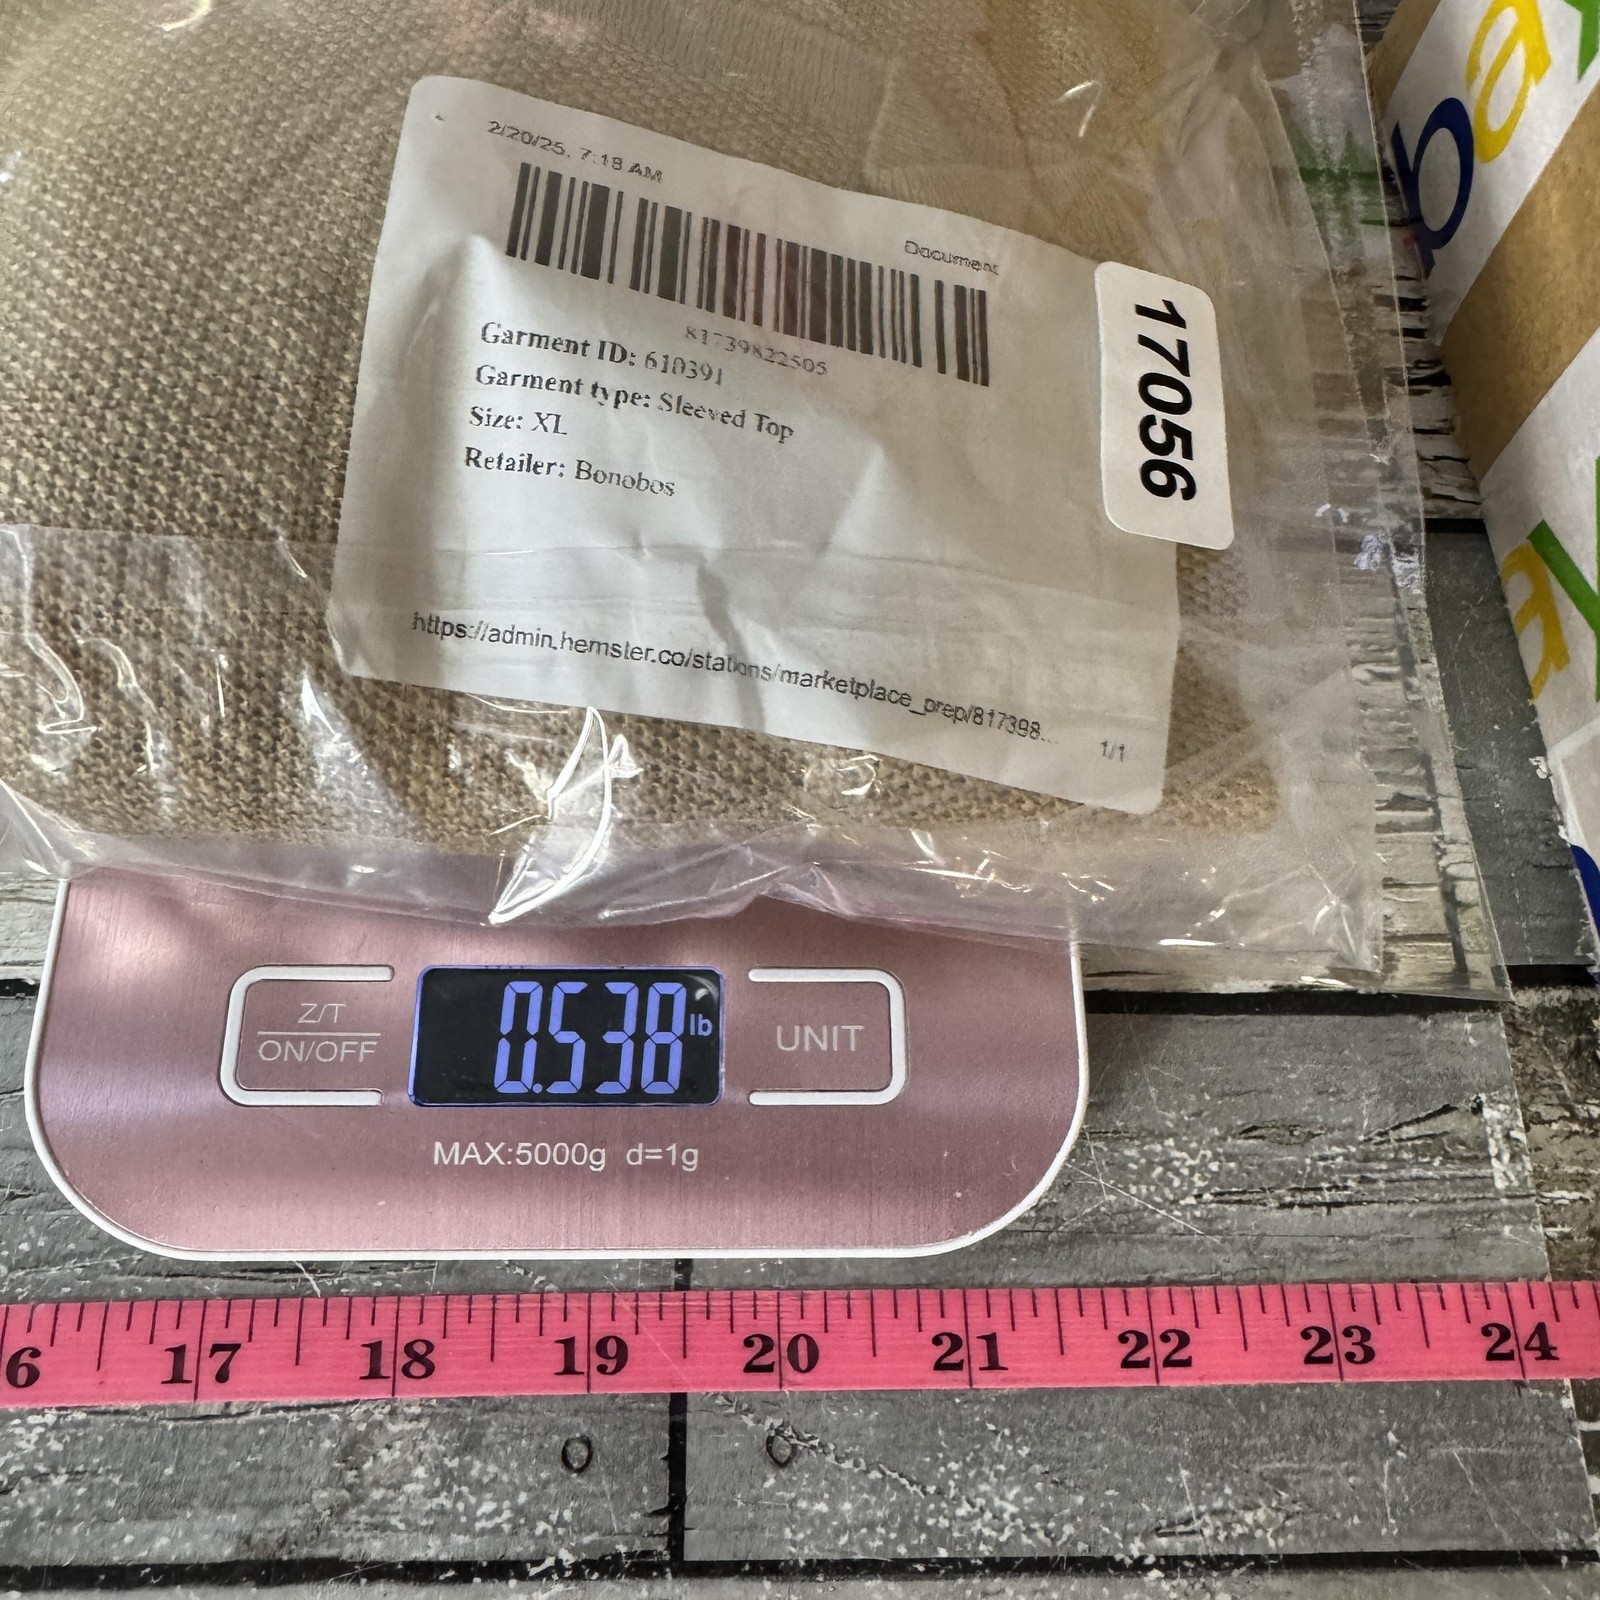 2/20/25, 7:18 AM
Document
81739822505
Garment ID: 610391
Garment type: Sleeved Top
Size: XL
Retailer: Bonobos
https://admin.hemster.co/stations/marketplace_prep/817398...
1/1
17056
Z/T
ON/OFF
0.538 lb
UNIT
MAX:5000g d=1g
6 17 18 19 20 21 22 23 24